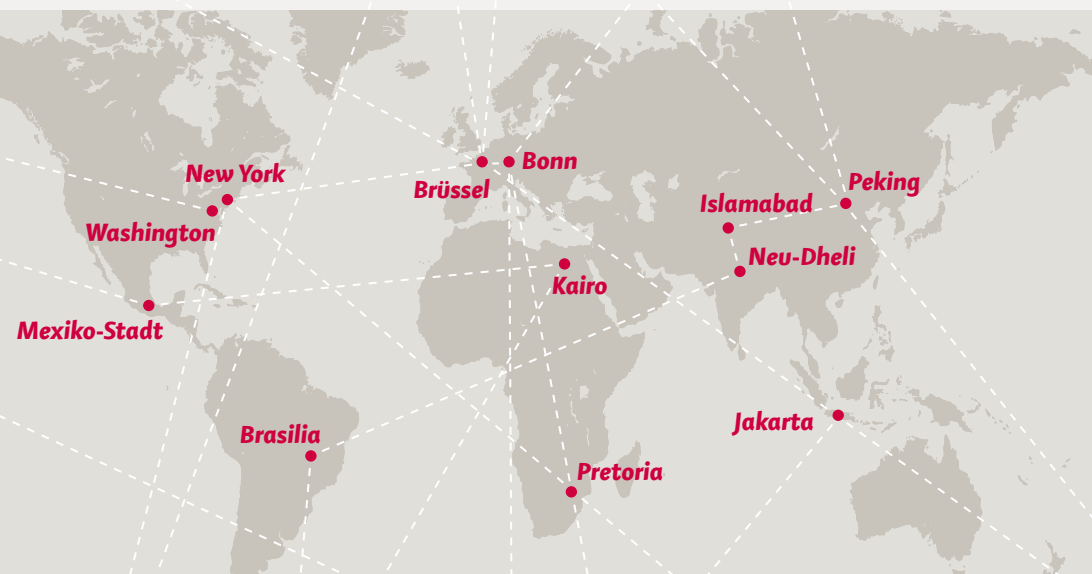 New York
Bonn
Brüssel
Peking
Islamabad
Washington
Neu-Dheli
Kairo
Mexiko-Stadt
Jakarta
Brasilia
Pretoria